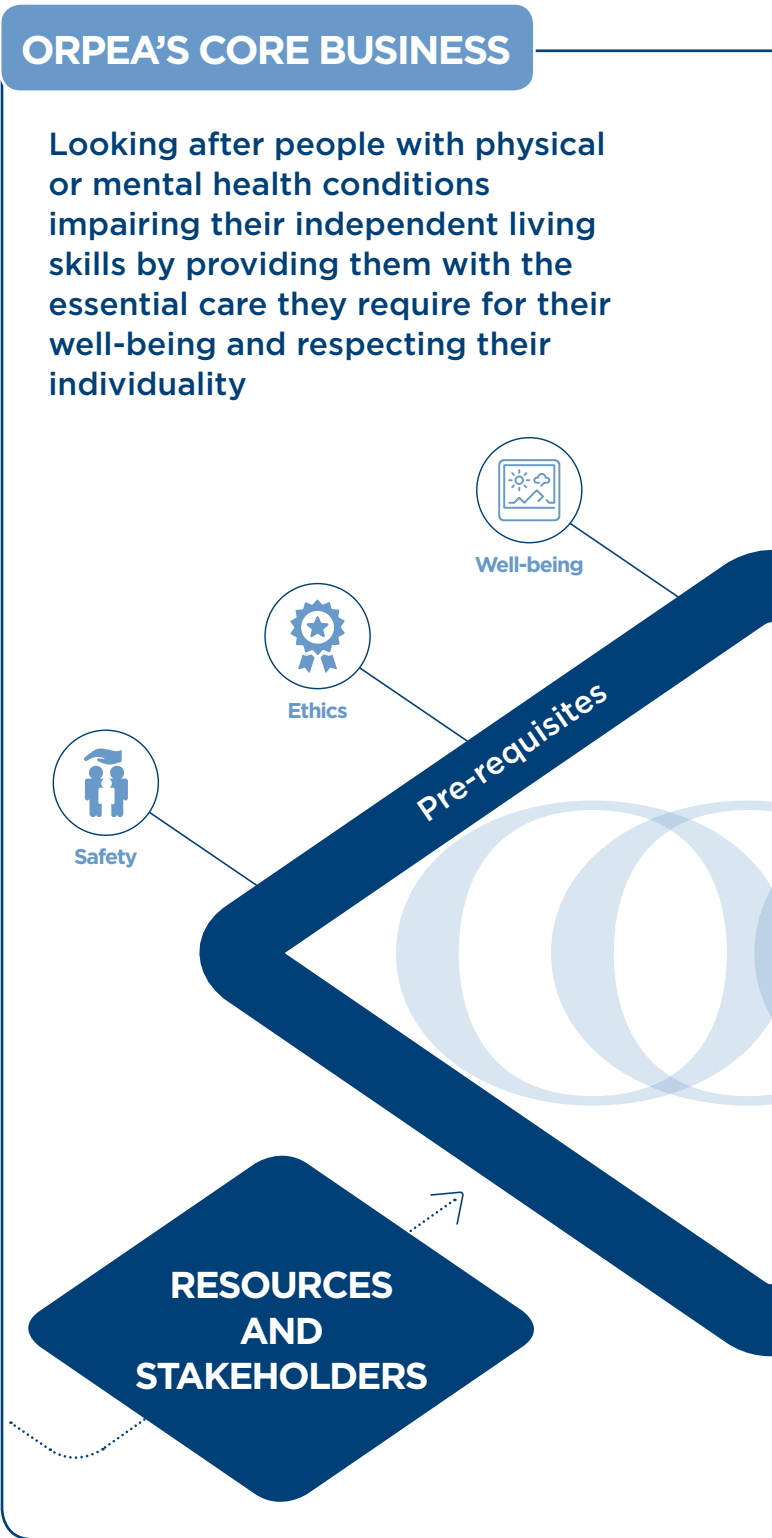 ORPEA’S CORE BUSINESS
Looking after people with physical
or mental health conditions
impairing their independent living
skills by providing them with the
essential care they require for their
well-being and respecting their
individuality
Well-being
Ethics
Pre-requisites
Safety
RESOURCES
AND
STAKEHOLDERS